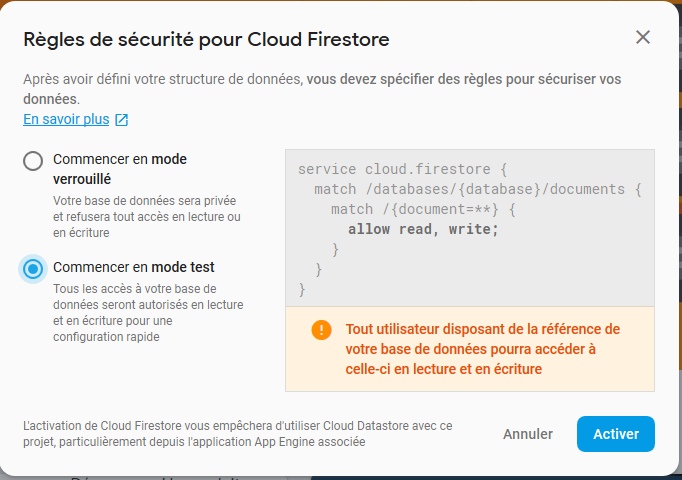 Règles de sécurité pour Cloud Firestore
Après avoir défini votre structure de données, vous devez spécifier des règles pour sécuriser vos
données.
En savoir plus
Commencer en mode
verrouillé
Votre base de données sera privée
et refusera tout accès en lecture ou
en écriture
Commencer en mode test
Tous les accès à votre base de
données seront autorisés en lecture
et en écriture pour une
configuration rapide
service cloud.firestore {
match /databases/{database}/documents {
match /{document=**} {
allow read, write;
}
}
}
Tout utilisateur disposant de la référence de
votre base de données pourra accéder à
celle-ci en lecture et en écriture
L'activation de Cloud Firestore vous empêchera d'utiliser Cloud Datastore avec ce
projet, particulièrement depuis l'application App Engine associée
Annuler
Activer